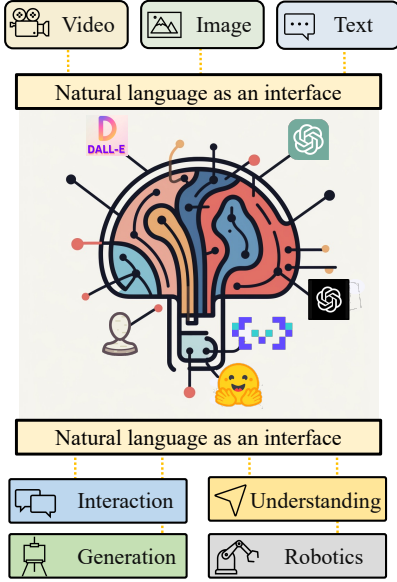 Video
Image
Text
Natural language as an interface
D
DALL-E
Natural language as an interface
Interaction
Understanding
Generation
Robotics